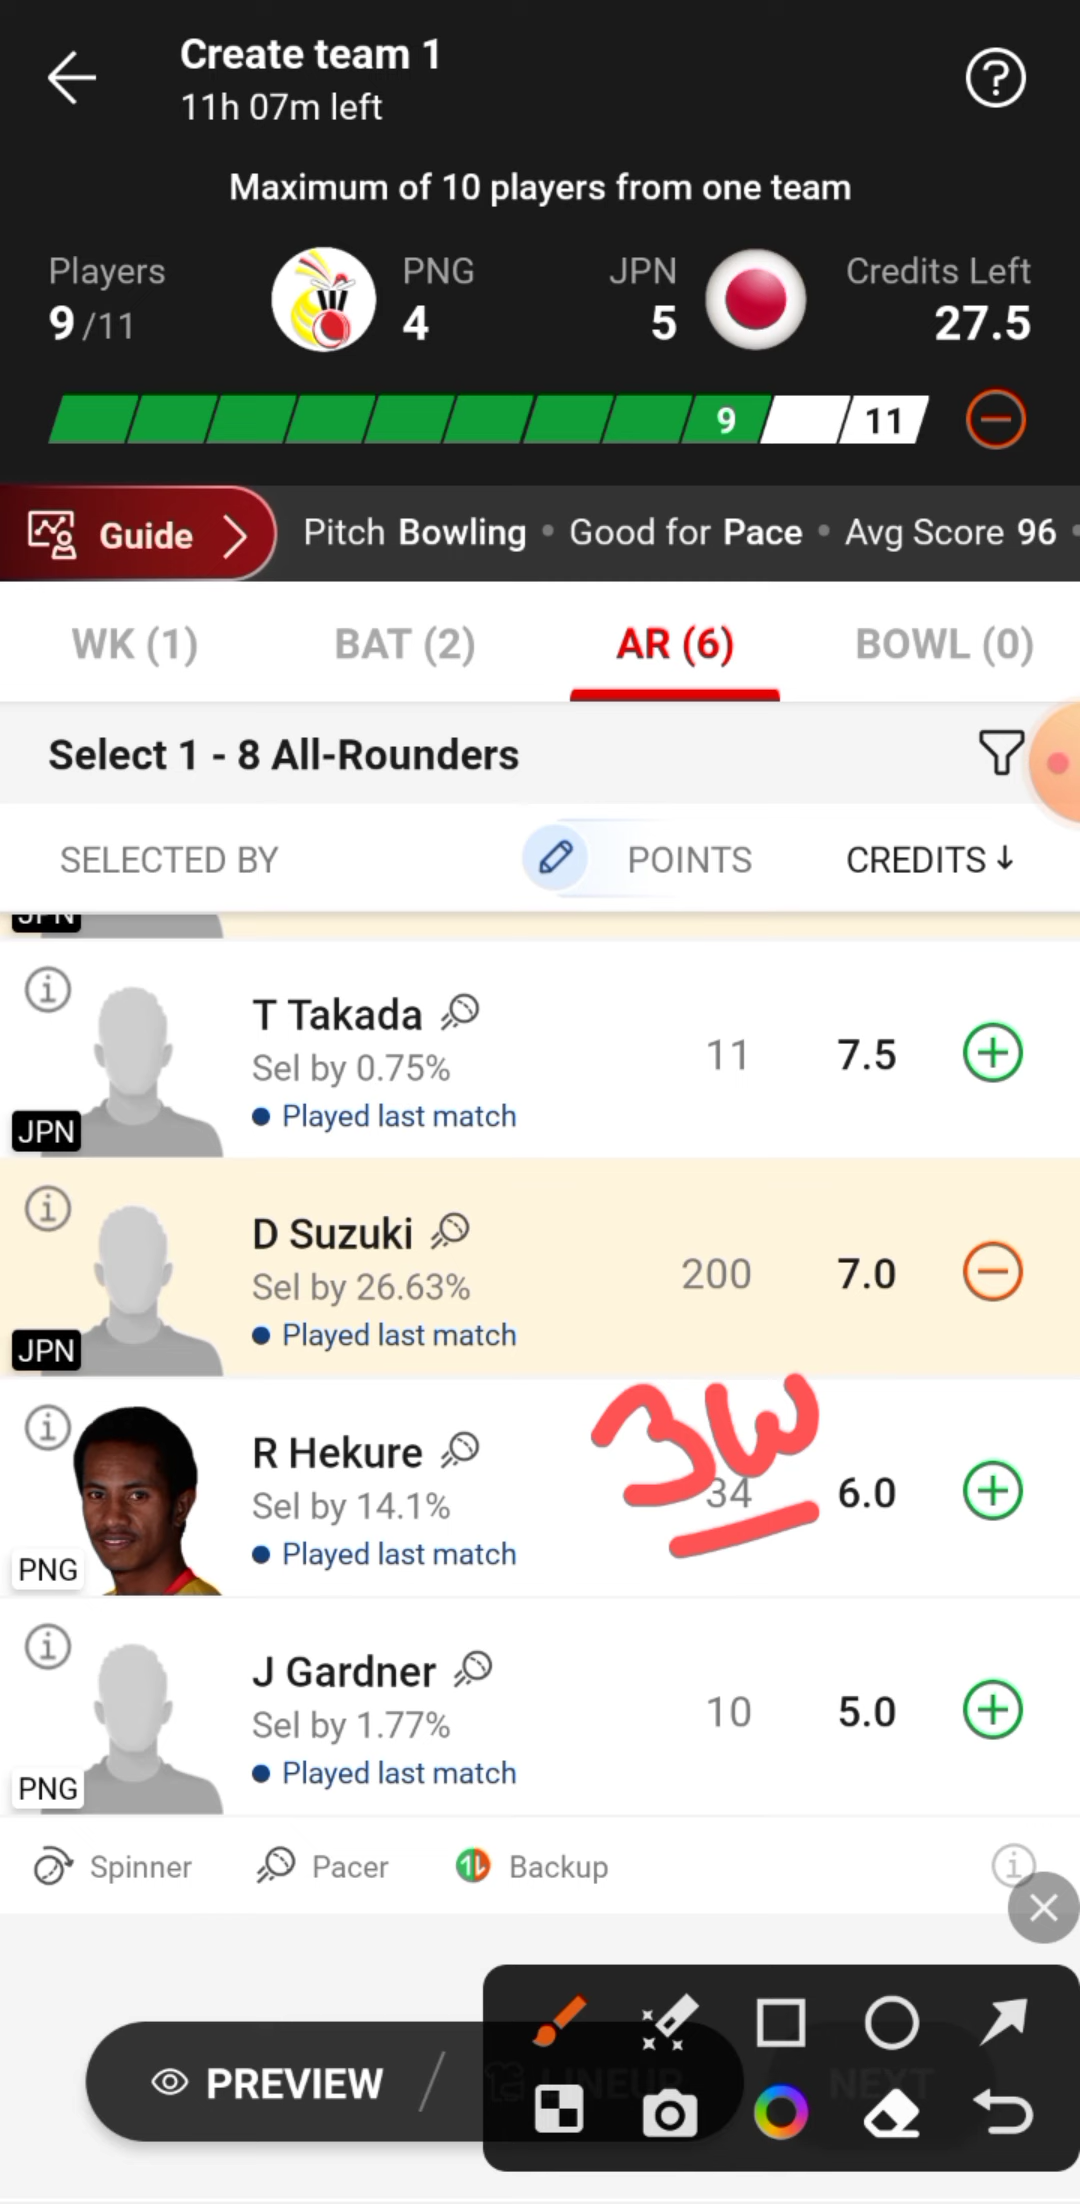 Create team 1
11h 07m left
Maximum of 10 players from one team
Players PNG JPN Credits Left
9/11 4 5 27.5
9 11
Guide Pitch Bowling • Good for Pace • Avg Score 96
WK (1) BAT (2) AR (6) BOWL (0)
Select 1 - 8 All-Rounders
SELECTED BY POINTS CREDITS ↓
JPN
T Takada
Sel by 0.75% 11 7.5
Played last match
JPN
D Suzuki
Sel by 26.63% 200 7.0
Played last match
JPN
3W
R Hekure
Sel by 14.1% 34 6.0
Played last match
PNG
J Gardner
Sel by 1.77% 10 5.0
Played last match
PNG
Spinner Pacer Backup
PREVIEW / LINEUP NEXT